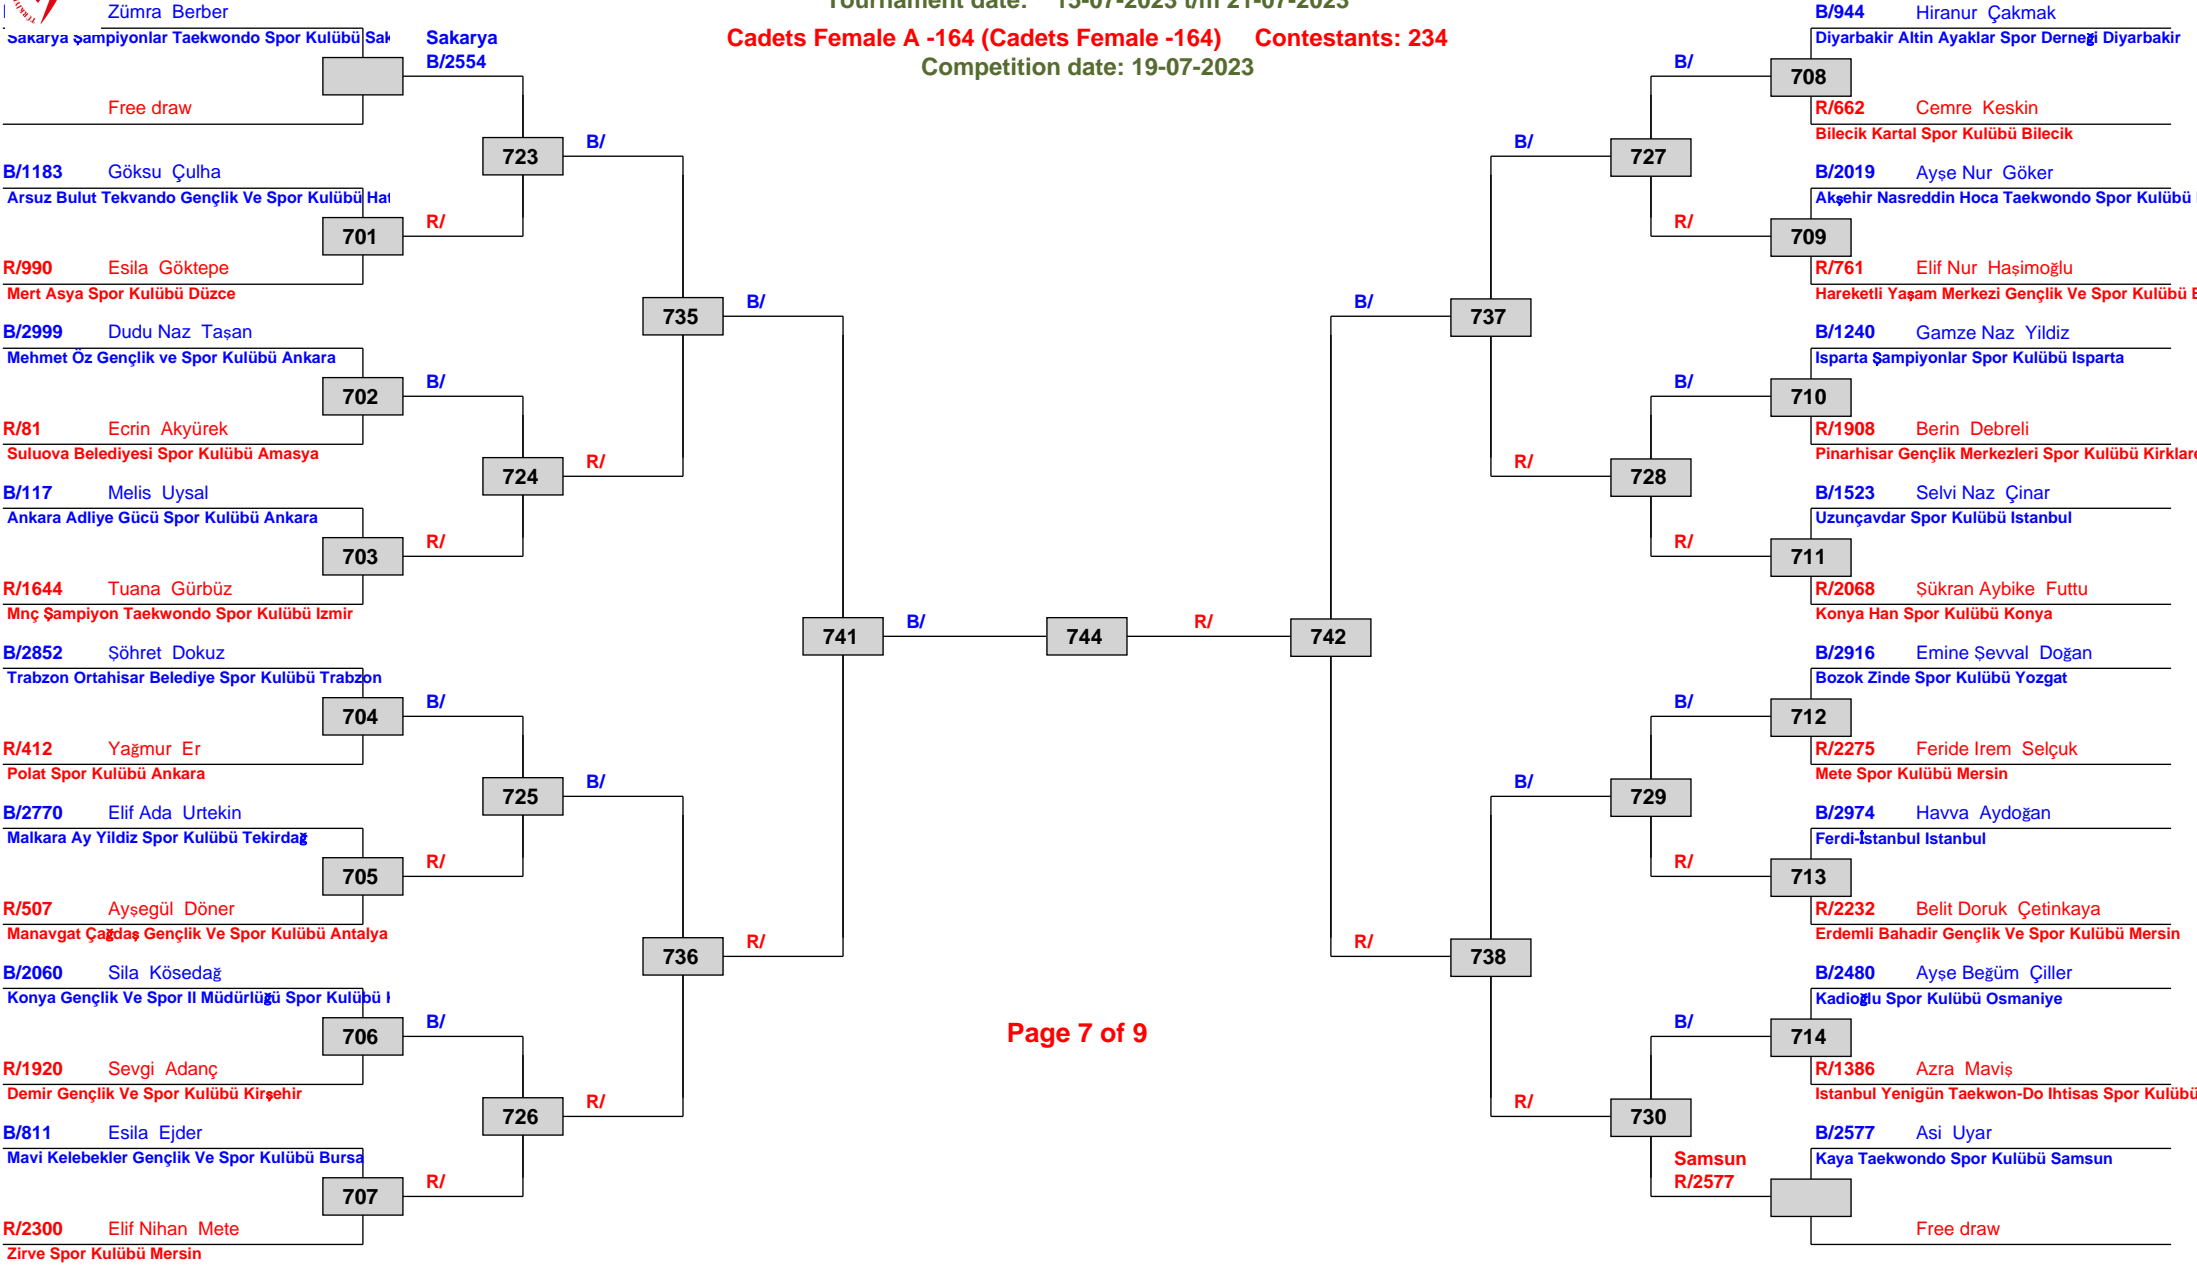 Tournament date: 15-07-2023 t/m 21-07-2023
Cadets Female A -164 (Cadets Female -164) Contestants: 234
Competition date: 19-07-2023
Zümra Berber
Sakarya Şampiyonlar Taekwondo Spor Kulübü Sak
Sakarya
B/2554
Free draw
723
B/
B/1183 Göksu Çulha
Arsuz Bulut Tekvando Gençlik Ve Spor Kulübü Hat
701
R/
R/990 Esila Göktepe
Mert Asya Spor Kulübü Düzce
735
B/
B/2999 Dudu Naz Taşan
Mehmet Öz Gençlik ve Spor Kulübü Ankara
702
B/
R/81 Ecrin Akyürek
Suluova Belediyesi Spor Kulübü Amasya
724
R/
B/117 Melis Uysal
Ankara Adliye Gücü Spor Kulübü Ankara
703
R/
R/1644 Tuana Gürbüz
Mnç Şampiyon Taekwondo Spor Kulübü Izmir
741
B/
744
R/
742
B/2852 Şöhret Dokuz
Trabzon Ortahisar Belediye Spor Kulübü Trabzon
704
B/
R/412 Yağmur Er
Polat Spor Kulübü Ankara
725
B/
B/2770 Elif Ada Urtekin
Malkara Ay Yildiz Spor Kulübü Tekirdağ
705
R/
R/507 Ayşegül Döner
Manavgat Çağdaş Gençlik Ve Spor Kulübü Antalya
736
R/
B/2060 Sila Kösedağ
Konya Gençlik Ve Spor Il Müdürlüğü Spor Kulübü
706
B/
R/1920 Sevgi Adanç
Demir Gençlik Ve Spor Kulübü Kirşehir
726
R/
B/811 Esila Ejder
Mavi Kelebekler Gençlik Ve Spor Kulübü Bursa
707
R/
R/2300 Elif Nihan Mete
Zirve Spor Kulübü Mersin
Page 7 of 9
B/944 Hiranur Çakmak
Diyarbakir Altin Ayaklar Spor Derneği Diyarbakir
B/
708
R/662 Cemre Keskin
Bilecik Kartal Spor Kulübü Bilecik
B/
727
B/2019 Ayşe Nur Göker
Akşehir Nasreddin Hoca Taekwondo Spor Kulübü
R/
709
R/761 Elif Nur Haşimoğlu
Hareketli Yaşam Merkezi Gençlik Ve Spor Kulübü
B/
737
B/1240 Gamze Naz Yildiz
Isparta Şampiyonlar Spor Kulübü Isparta
B/
710
R/1908 Berin Debreli
Pinarhisar Gençlik Merkezleri Spor Kulübü Kirklare
R/
728
B/1523 Selvi Naz Çinar
Uzunçavdar Spor Kulübü Istanbul
R/
711
R/2068 Şükran Aybike Futtu
Konya Han Spor Kulübü Konya
B/2916 Emine Şevval Doğan
Bozok Zinde Spor Kulübü Yozgat
B/
712
R/2275 Feride Irem Selçuk
Mete Spor Kulübü Mersin
B/
729
B/2974 Havva Aydoğan
Ferdi-İstanbul Istanbul
R/
713
R/2232 Belit Doruk Çetinkaya
Erdemli Bahadir Gençlik Ve Spor Kulübü Mersin
R/
738
B/2480 Ayşe Beğüm Çiller
Kadioğlu Spor Kulübü Osmaniye
B/
714
R/1386 Azra Maviş
Istanbul Yenigün Taekwon-Do Ihtisas Spor Kulübü
R/
730
B/2577 Asi Uyar
Kaya Taekwondo Spor Kulübü Samsun
Samsun
R/2577
Free draw